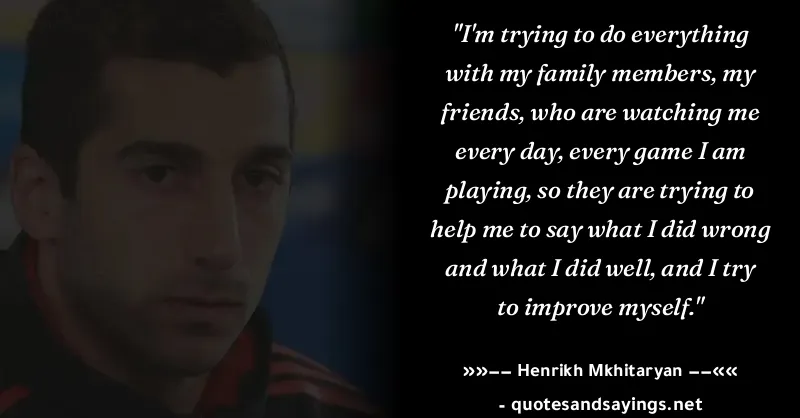 "I'm trying to do everything
with my family members, my
friends, who are watching me
every day, every game I am
playing, so they are trying to
help me to say what I did wrong
and what I did well, and I try
to improve myself."
»»−− Henrikh Mkhitaryan −−««
- quotesandsayings.net